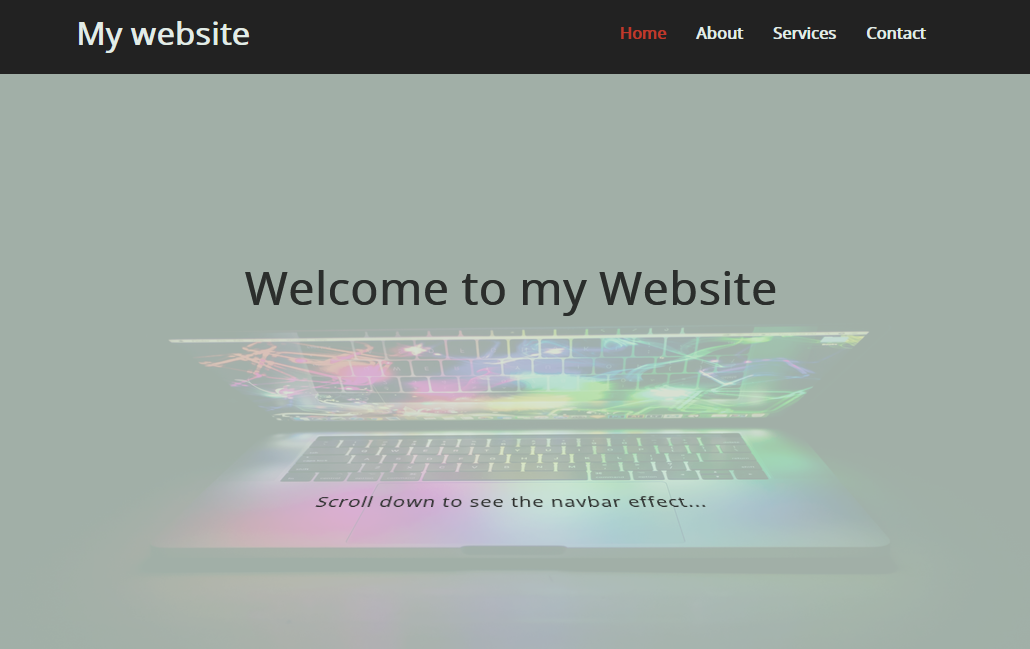 My website
Home About Services Contact
Welcome to my Website
Scroll down to see the navbar effect...